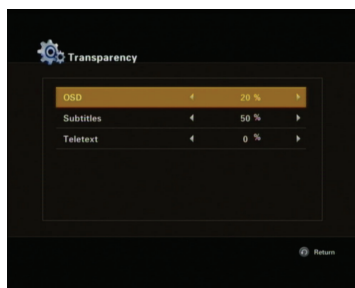 Transparency
OSD 20 %
Subtitles 50 %
Teletext 0 %
Return